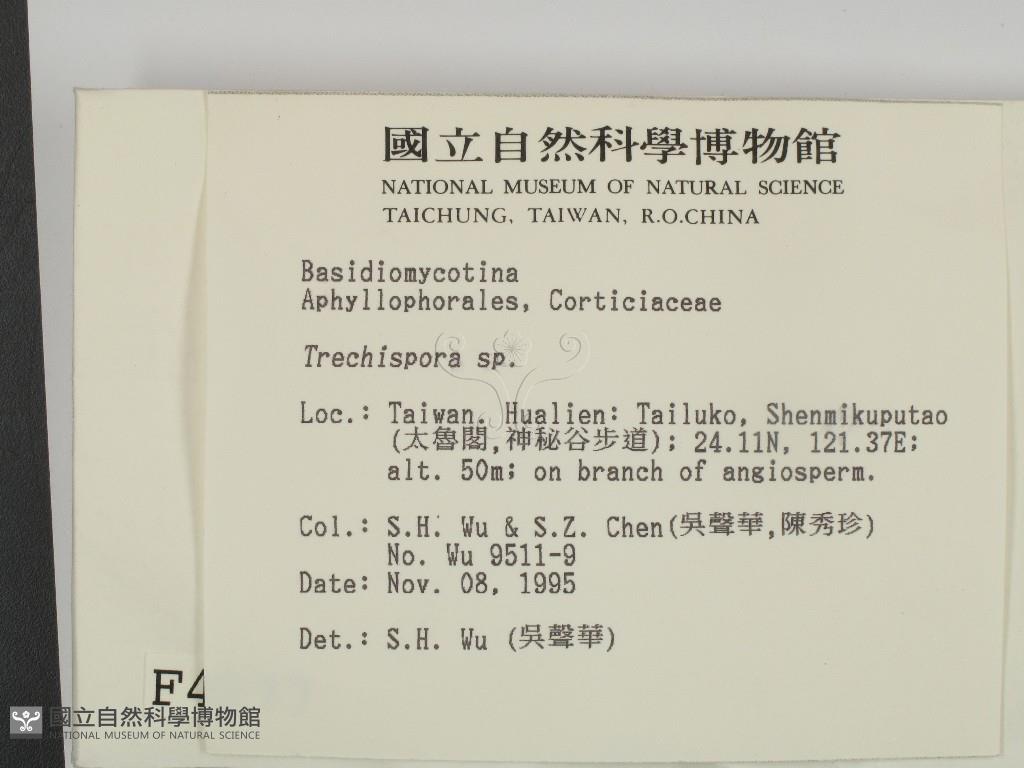 國立自然科學博物館
NATIONAL MUSEUM OF NATURAL SCIENCE
TAICHUNG, TAIWAN, R.O.CHINA
Basidiomycotina
Aphyllophorales, Corticiaceae
Trechispora sp.
Loc.: Taiwan. Hualien: Tailuko, Shenmikuputao
(太魯閣,神秘谷步道); 24.11N, 121.37E;
alt. 50m; on branch of angiosperm.
Col.: S.H. Wu & S.Z. Chen(吳聲華,陳秀珍)
No. Wu 9511-9
Date: Nov. 08, 1995
Det.: S.H. Wu (吳聲華)
F4
國立自然科學博物館
NATIONAL MUSEUM OF NATURAL SCIENCE